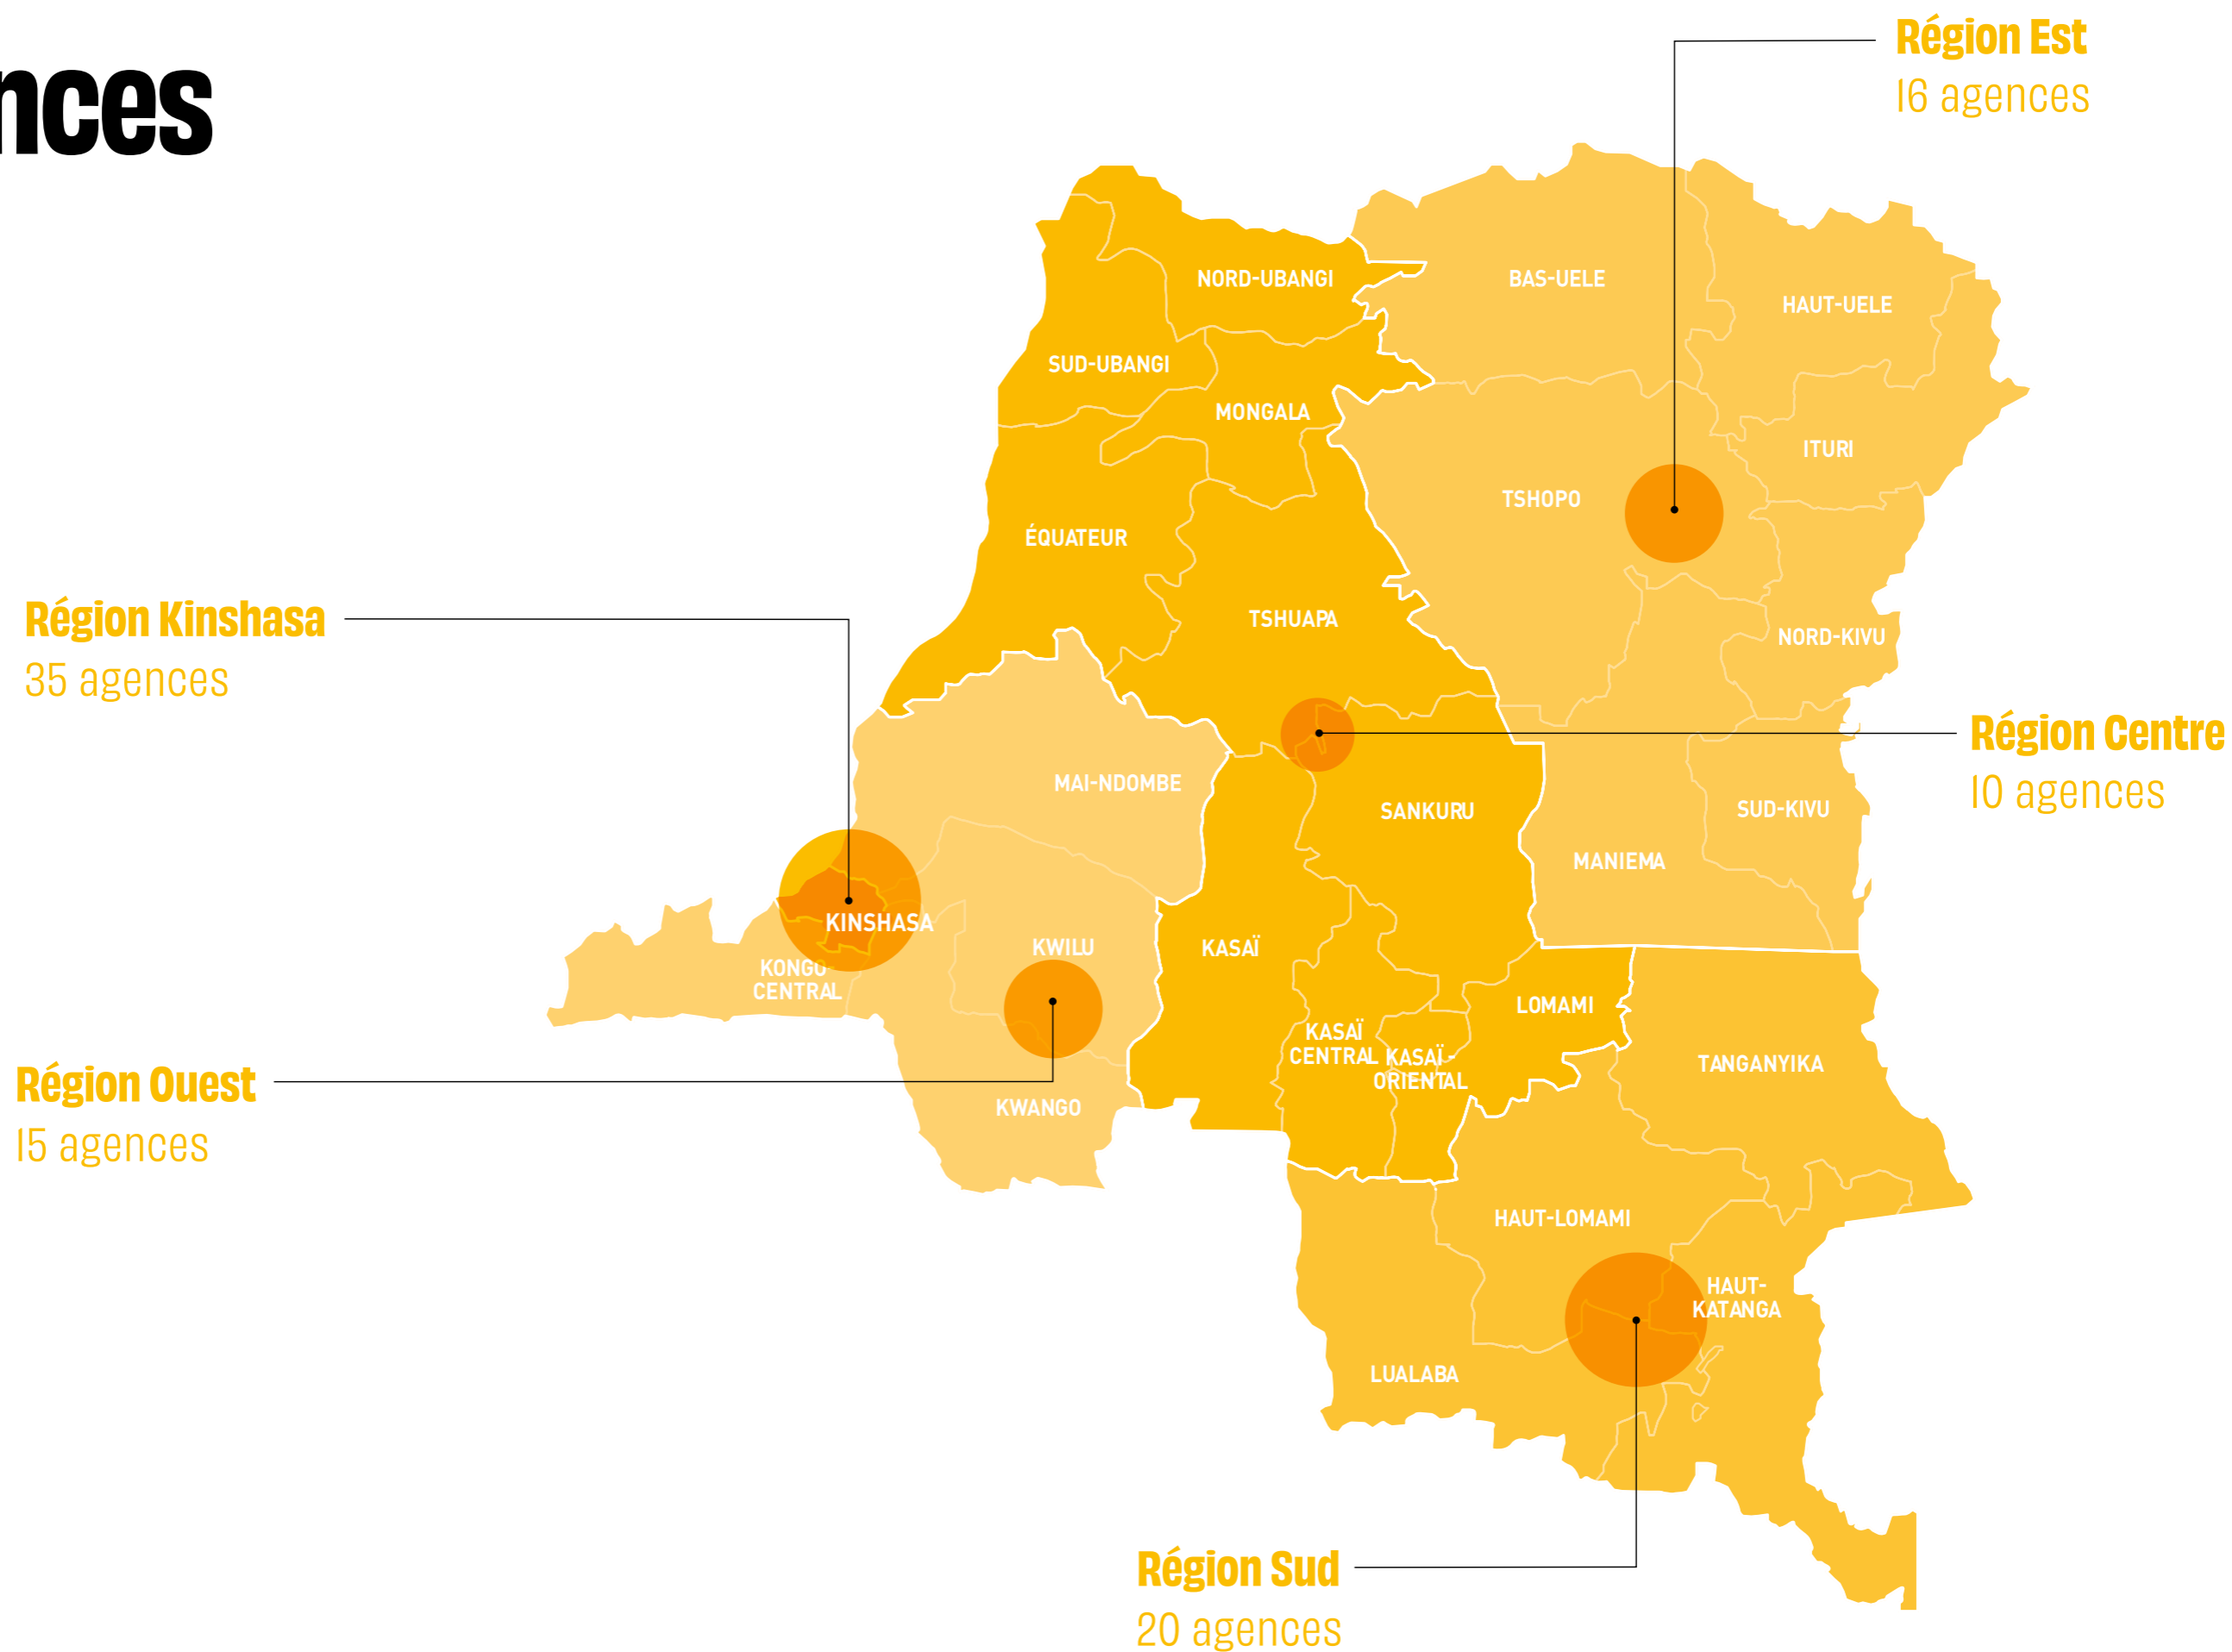 nces
Région Est
16 agences
NORD-UBANGI
BAS-UELE
HAUT-UELE
SUD-UBANGI
MONGALA
ITURI
TSHOPO
ÉQUATEUR
Région Kinshasa
35 agences
TSHUAPA
NORD-KIVU
Région Centre
10 agences
MAI-NDOMBE
SANKURU
SUD-KIVU
MANIEMA
KINSHASA
KWILU
KASAÏ
KONGO-
CENTRAL
LOMAMI
KASAÏ
CENTRAL
KASAÏ-
ORIENTAL
TANGANYIKA
Région Ouest
15 agences
KWANGO
HAUT-LOMAMI
HAUT-
KATANGA
LUALABA
Région Sud
20 agences